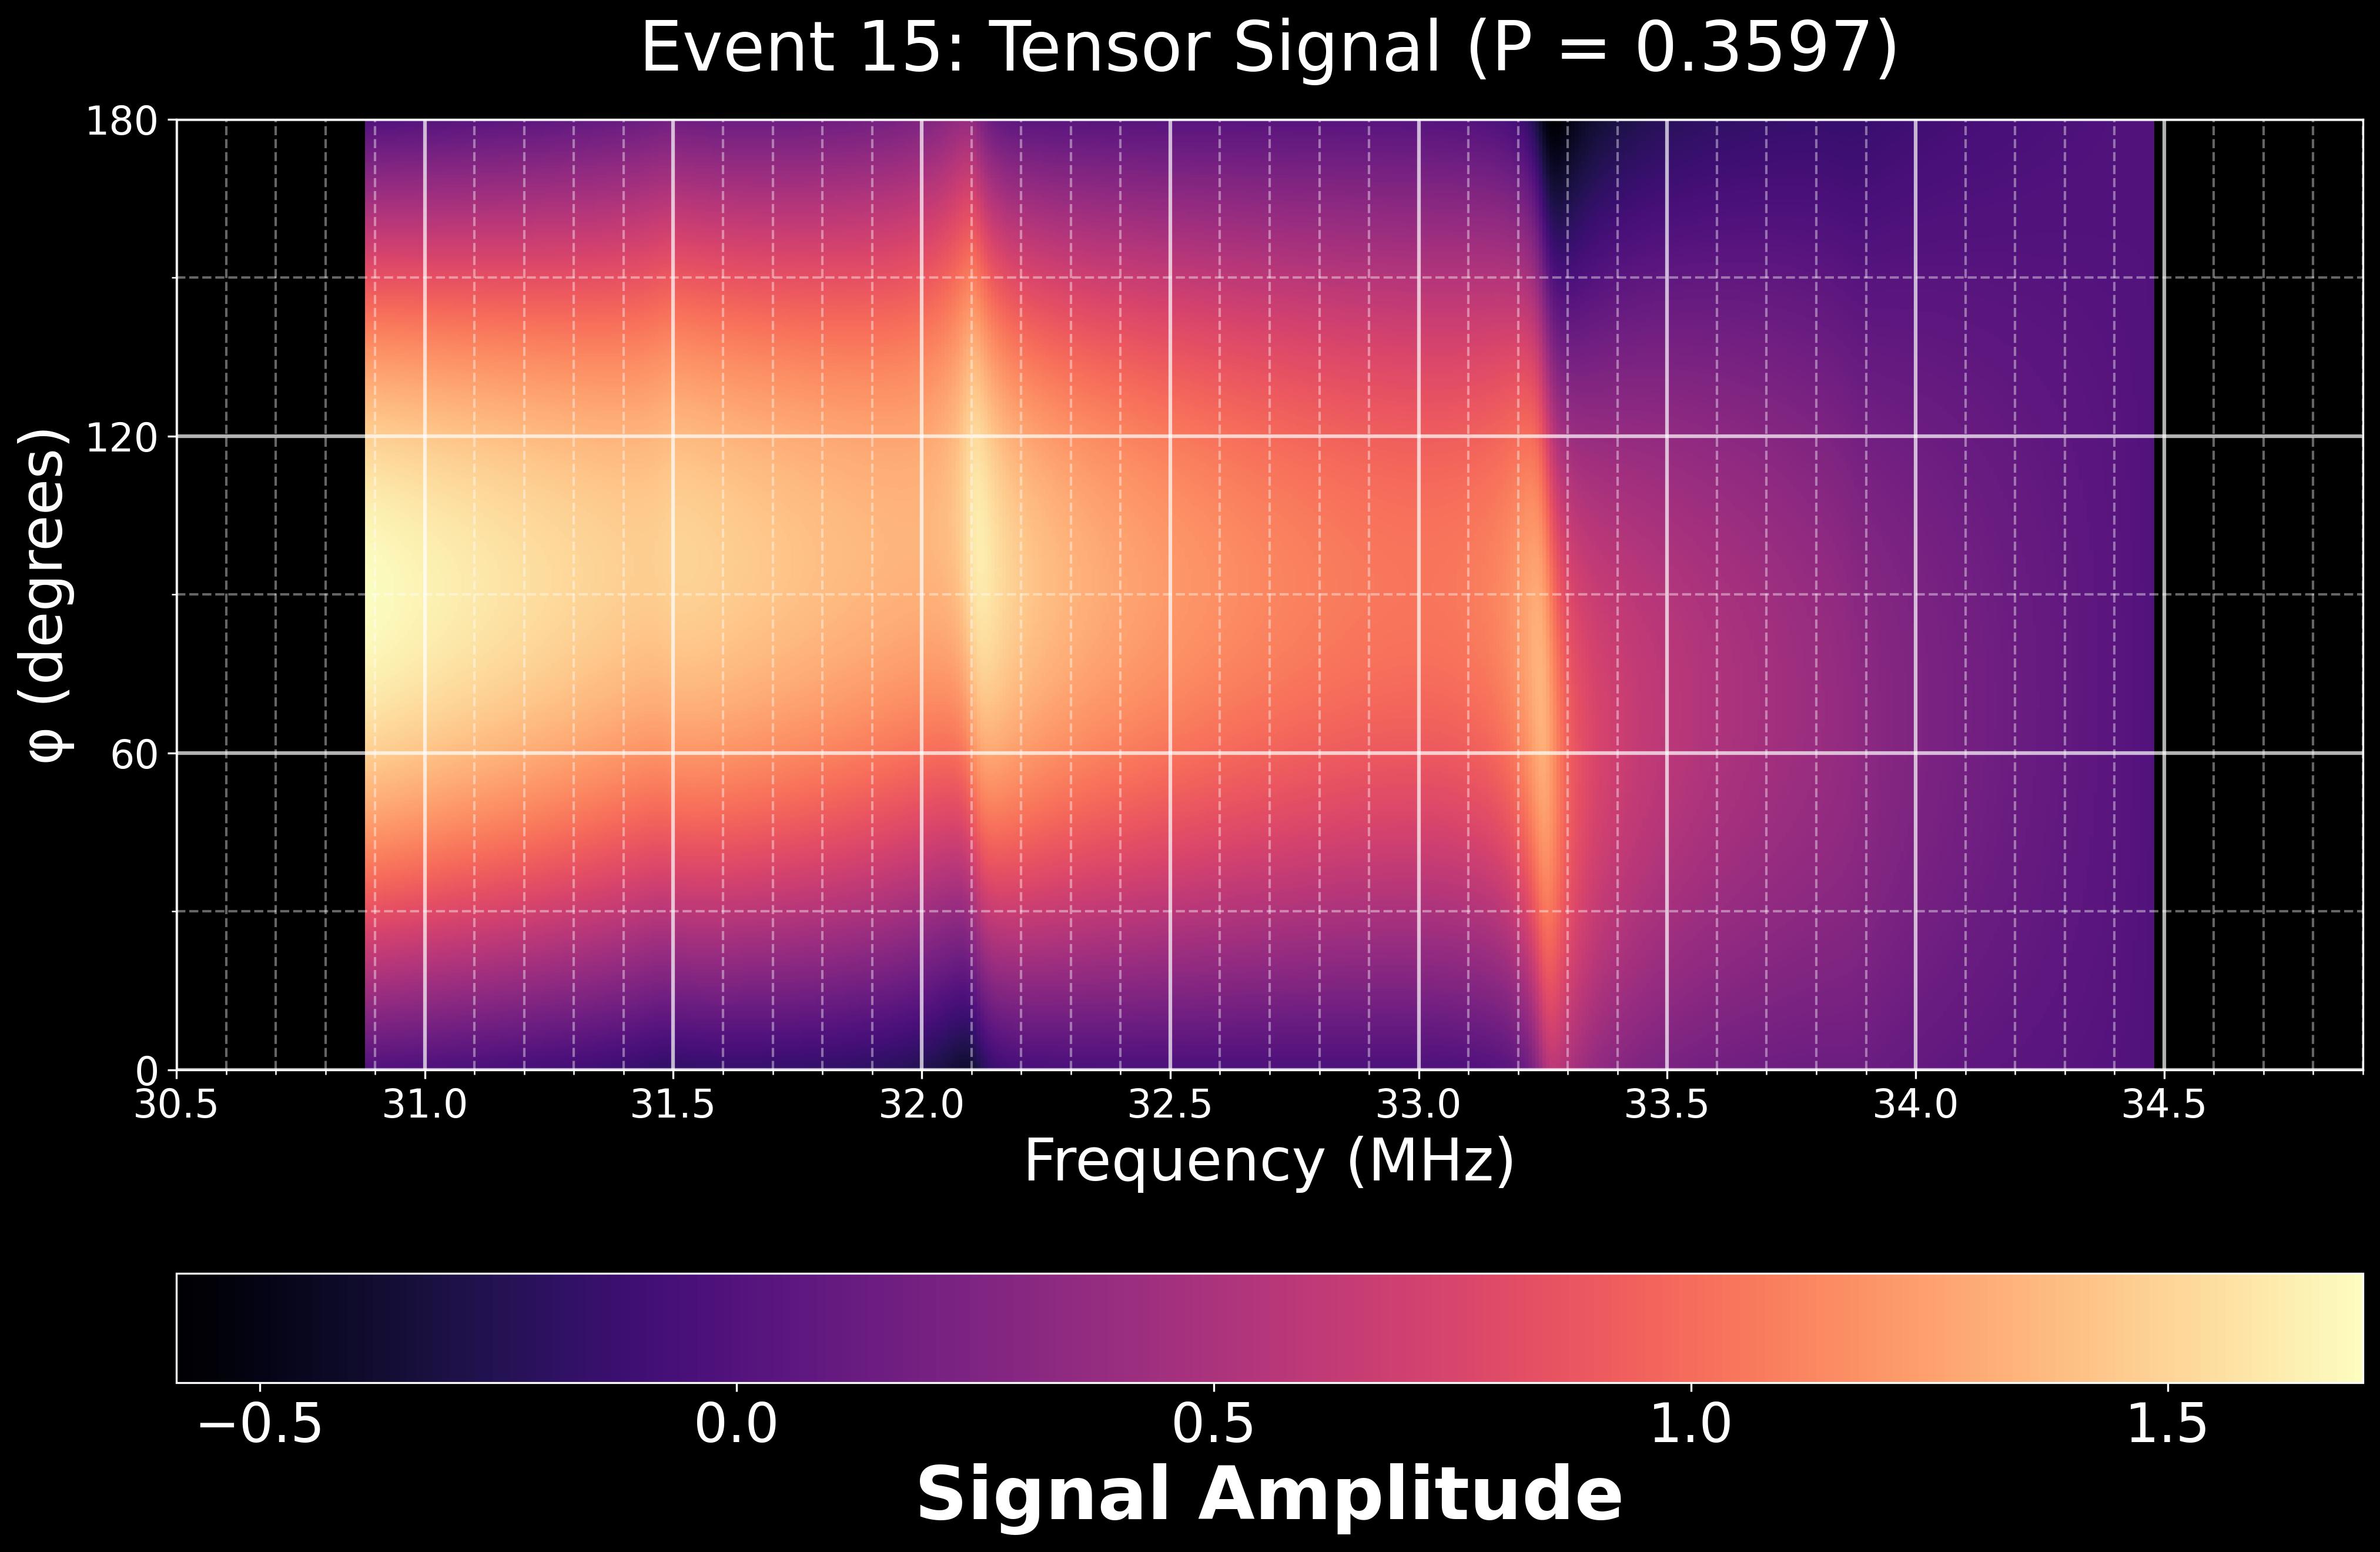 Event 15: Tensor Signal (P = 0.3597)
180
120
60
0
φ (degrees)
30.5 31.0 31.5 32.0 32.5 33.0 33.5 34.0 34.5
Frequency (MHz)
−0.5 0.0 0.5 1.0 1.5
Signal Amplitude